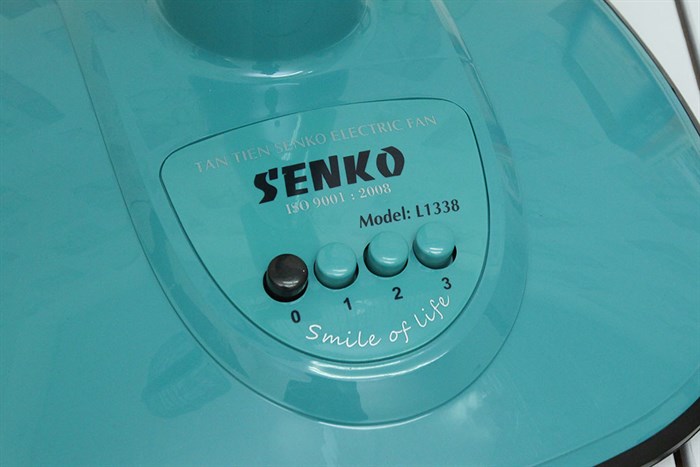 TAN TIEN SENKO ELECTRIC FAN
SENKO
ISO 9001 : 2008
Model: L1338
0 1 2 3
Smile of life